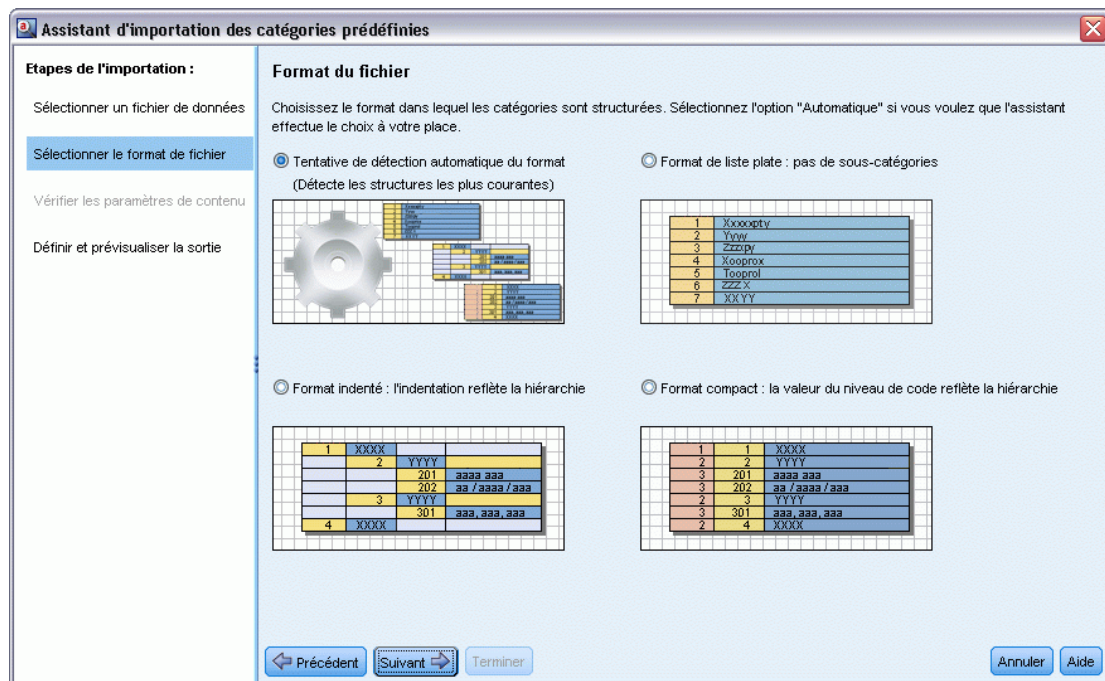 Assistant d'importation des catégories prédéfinies
Etapes de l'importation :
Sélectionner un fichier de données
Sélectionner le format de fichier
Vérifier les paramètres de contenu
Définir et prévisualiser la sortie
Format du fichier
Choisissez le format dans lequel les catégories sont structurées. Sélectionnez l'option "Automatique" si vous voulez que l'assistant
effectue le choix à votre place.
Tentative de détection automatique du format
(Détecte les structures les plus courantes)
Format de liste plate : pas de sous-catégories
1 Xxxxxpty
2 Yyyy
3 Zzzxpy
4 Xooprox
5 Tooprol
6 ZZZ X
7 XXYY
Format indenté : l'indentation reflète la hiérarchie
1 XXXX
2 YYYY
201 aaaa aaa
202 aa /aaaa /aaa
3 YYYY
301 aaa, aaa, aaa
4 XXXX
Format compact : la valeur du niveau de code reflète la hiérarchie
1 1 XXXX
2 2 YYYY
3 201 aaaa aaa
3 202 aa /aaaa /aaa
2 3 YYYY
3 301 aaa, aaa, aaa
2 4 XXXX
Précédent
Suivant
Terminer
Annuler
Aide